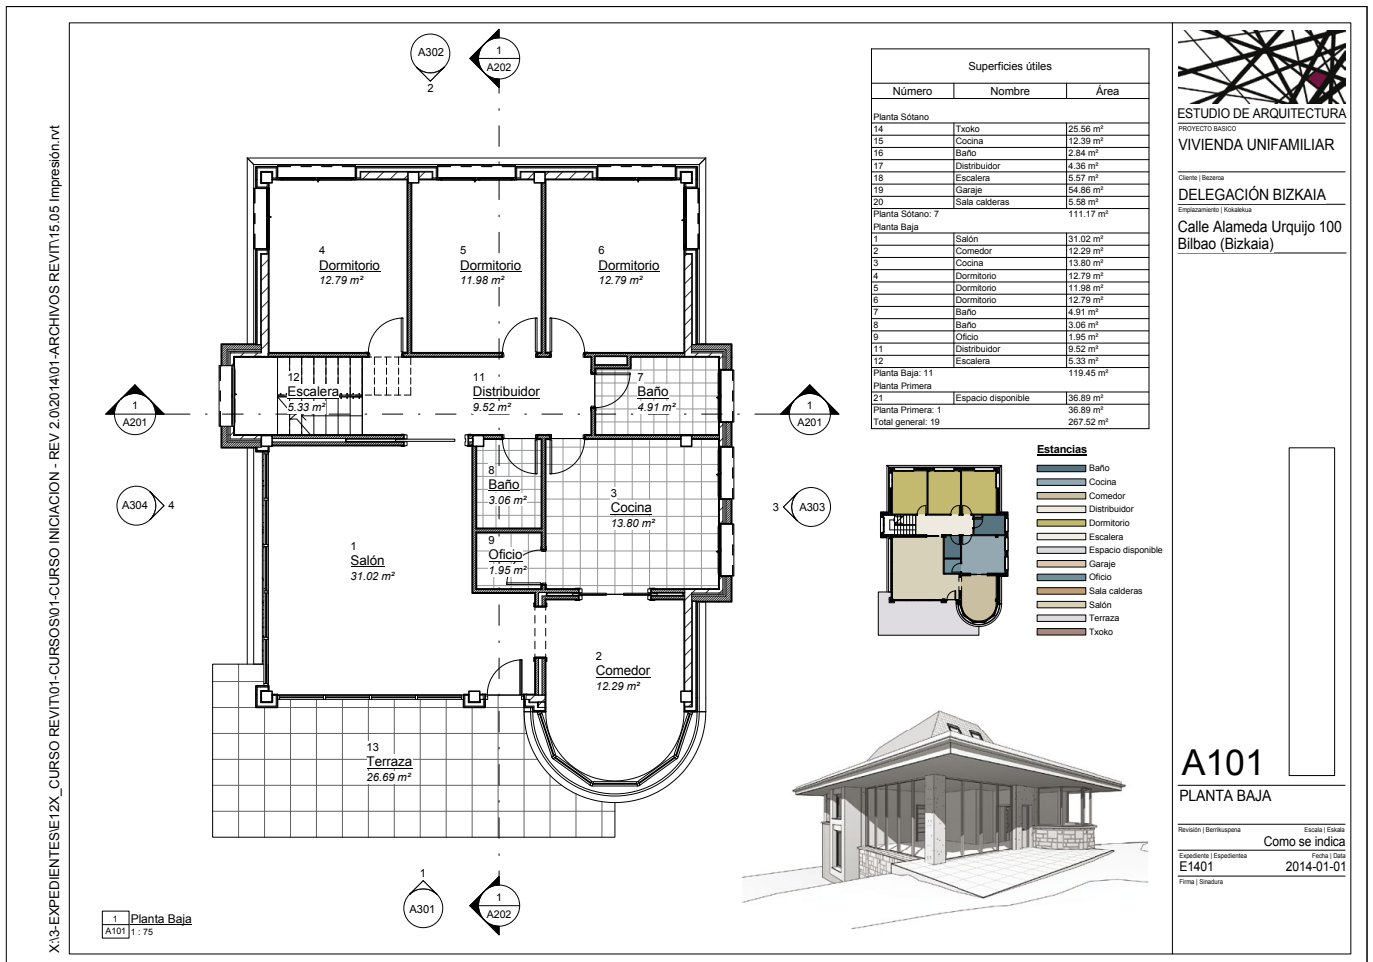 X:\3-EXPEDIENTES\E12X_CURSO REVIT\01-CURSOS\01-CURSO INICIACION - REV 2.0\2014\01-ARCHIVOS REVIT\15.05 Impresión.rvt
A302
2
1
A202
4
Dormitorio
12.79 m²
5
Dormitorio
11.98 m²
6
Dormitorio
12.79 m²
12
Escalera
5.33 m²
11
Distribuidor
9.52 m²
7
Baño
4.91 m²
1
A201
1
A201
8
Baño
3.06 m²
3
Cocina
13.80 m²
A304
4
3
A303
9
Oficio
1.95 m²
1
Salón
31.02 m²
2
Comedor
12.29 m²
13
Terraza
26.69 m²
1
A301
1
A202
1 Planta Baja
A101 1 : 75
Superficies útiles
Número Nombre Área
Planta Sótano
14 Txoko 25.56 m²
15 Cocina 12.39 m²
16 Baño 2.84 m²
17 Distribuidor 4.36 m²
18 Escalera 5.57 m²
19 Garaje 54.86 m²
20 Sala calderas 5.58 m²
Planta Sótano: 7 111.17 m²
Planta Baja
1 Salón 31.02 m²
2 Comedor 12.29 m²
3 Cocina 13.80 m²
4 Dormitorio 12.79 m²
5 Dormitorio 11.98 m²
6 Dormitorio 12.79 m²
7 Baño 4.91 m²
8 Baño 3.06 m²
9 Oficio 1.95 m²
11 Distribuidor 9.52 m²
12 Escalera 5.33 m²
Planta Baja: 11 119.45 m²
Planta Primera
21 Espacio disponible 36.89 m²
Planta Primera: 1 36.89 m²
Total general: 19 267.52 m²
Estancias
Baño
Cocina
Comedor
Distribuidor
Dormitorio
Escalera
Espacio disponible
Garaje
Oficio
Sala calderas
Salón
Terraza
Txoko
ESTUDIO DE ARQUITECTURA
PROYECTO BASICO
VIVIENDA UNIFAMILIAR
Cliente | Bezeroa
DELEGACIÓN BIZKAIA
Emplazamiento | Kokalekua
Calle Alameda Urquijo 100
Bilbao (Bizkaia)
A101
PLANTA BAJA
Revisión | Berrikuspena Escala | Eskala
Como se indica
Expediente | Espedientea Fecha | Data
E1401 2014-01-01
Firma | Sinadura